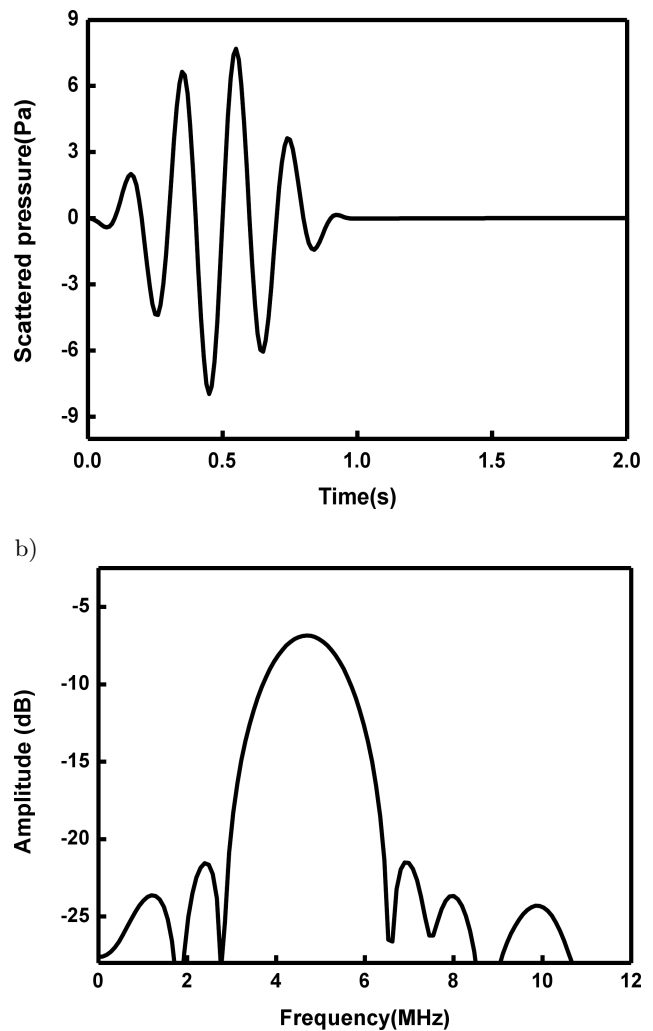 9
6
3
0
-3
-6
-9
Scattered pressure(Pa)
0.0 0.5 1.0 1.5 2.0
Time(s)
b)
-5
-10
-15
-20
-25
Amplitude (dB)
0 2 4 6 8 10 12
Frequency(MHz)